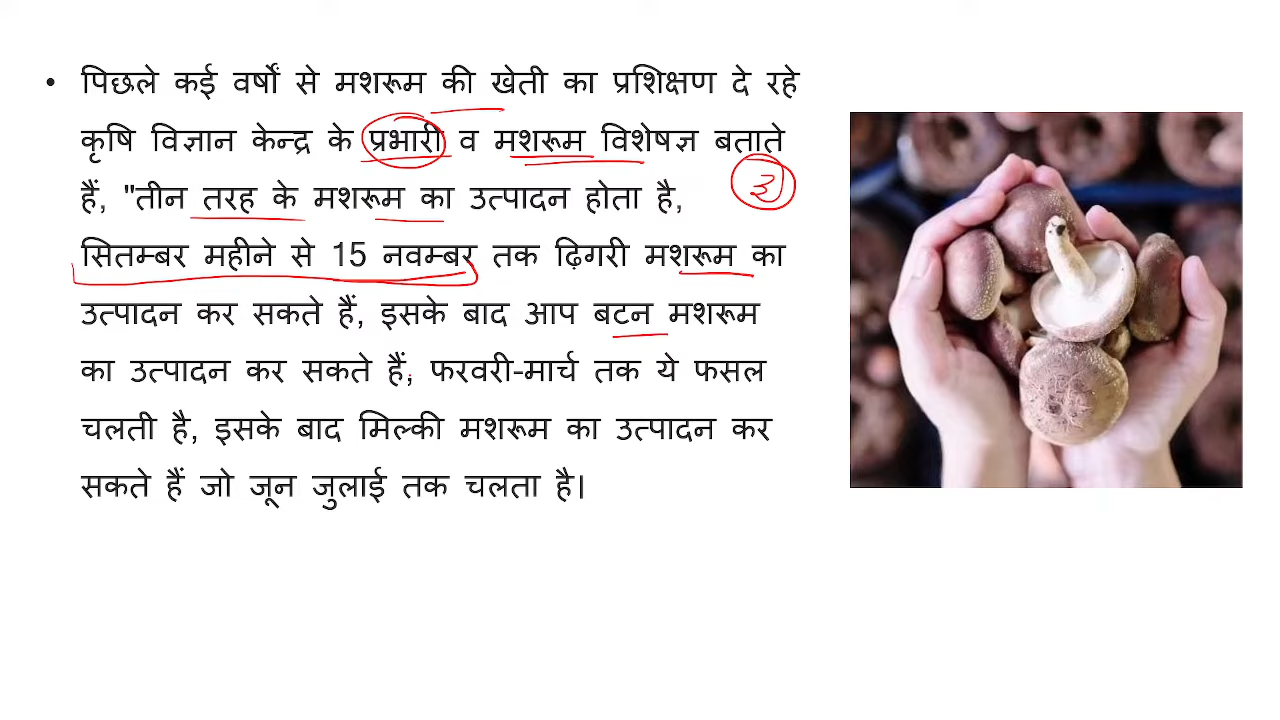 • पिछले कई वर्षों से मशरूम की खेती का प्रशिक्षण दे रहे
कृषि विज्ञान केन्द्र के प्रभारी व मशरूम विशेषज्ञ बताते
हैं, "तीन तरह के मशरूम का उत्पादन होता है,
३
सितम्बर महीने से 15 नवम्बर तक ढ़िगरी मशरूम का
उत्पादन कर सकते हैं, इसके बाद आप बटन मशरूम
का उत्पादन कर सकते हैं, फरवरी-मार्च तक ये फसल
चलती है, इसके बाद मिल्की मशरूम का उत्पादन कर
सकते हैं जो जून जुलाई तक चलता है।